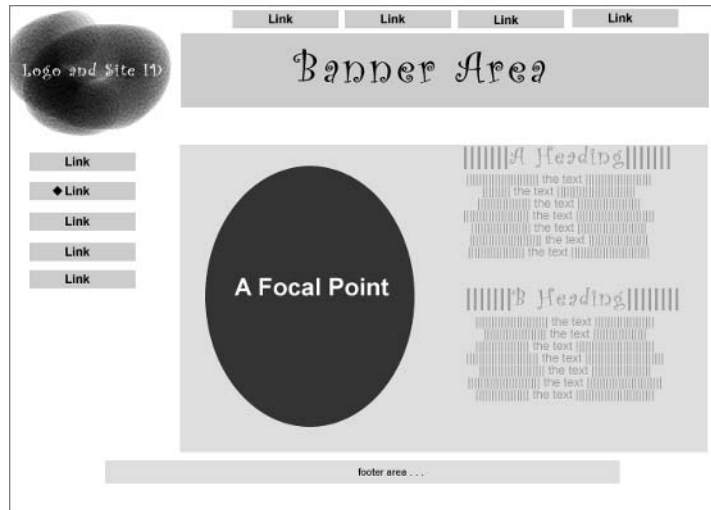 Link Link Link Link
Logo and Site ID
Banner Area
Link
◆Link
Link
Link
Link
A Focal Point
||||||| A Heading |||||||
the text
the text
the text
the text
the text
the text
the text
||||||| B Heading |||||||
the text
the text
the text
the text
the text
the text
the text
footer area . . .